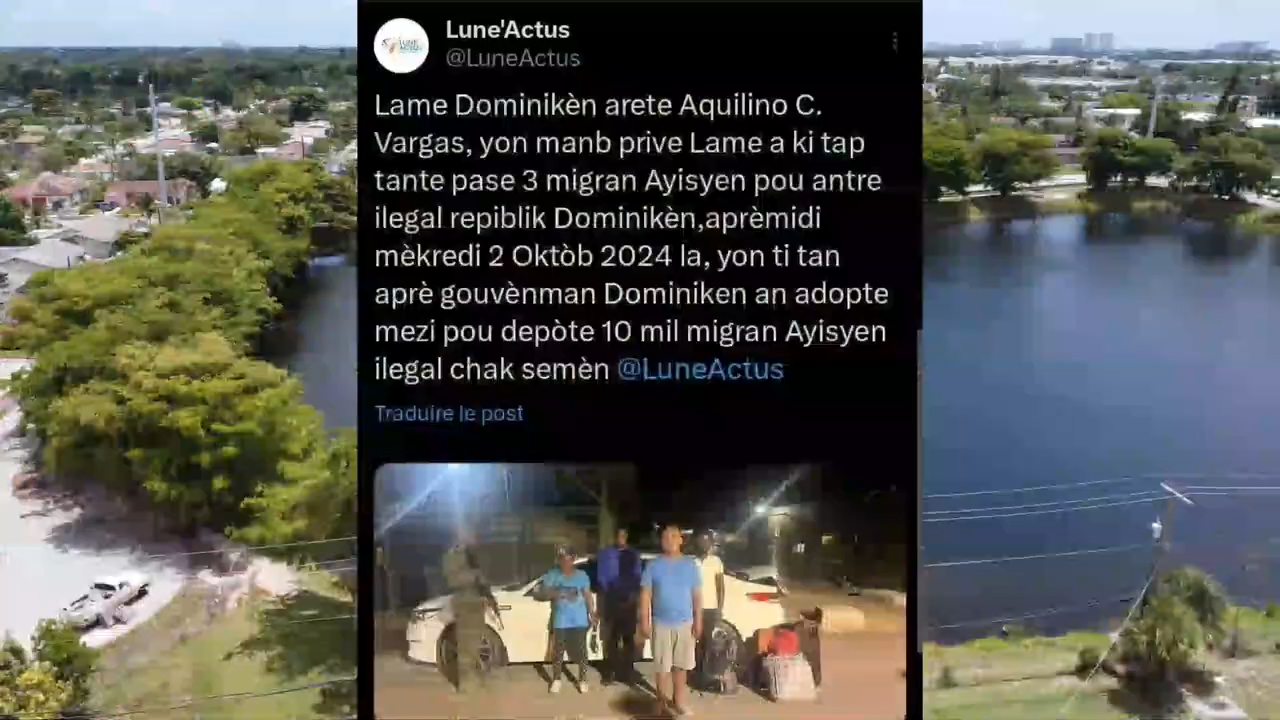 Lune'Actus
@LuneActus
Lame Dominikèn arete Aquilino C.
Vargas, yon manb prive Lame a ki tap
tante pase 3 migran Ayisyen pou antre
ilegal repiblik Dominikèn,aprèmidi
mèkredi 2 Oktòb 2024 la, yon ti tan
aprè gouvènman Dominiken an adopte
mezi pou depòte 10 mil migran Ayisyen
ilegal chak semèn @LuneActus
Traduire le post